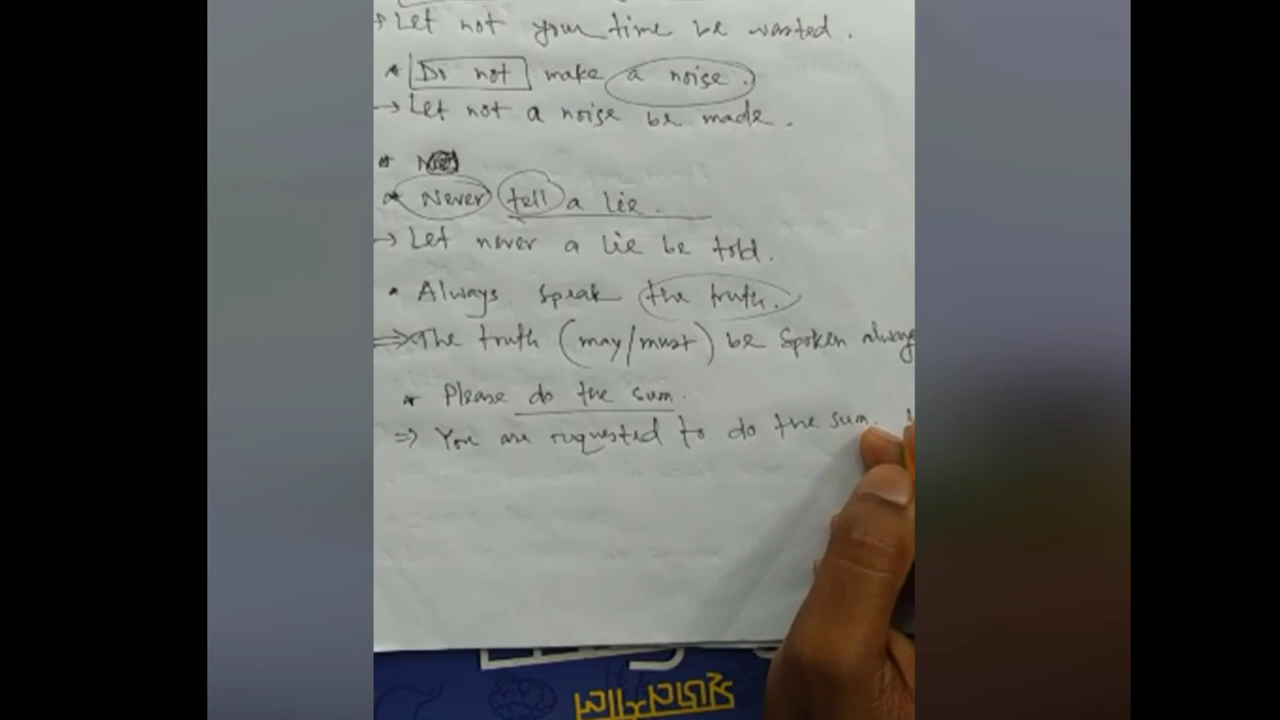 → Let not your time be wasted.
* Do not make a noise.
→ Let not a noise be made.
* Never tell a lie.
→ Let never a lie be told.
• Always speak the truth.
⇒ The truth (may/must) be spoken always
* Please do the sum.
⇒ You are requested to do the sum.